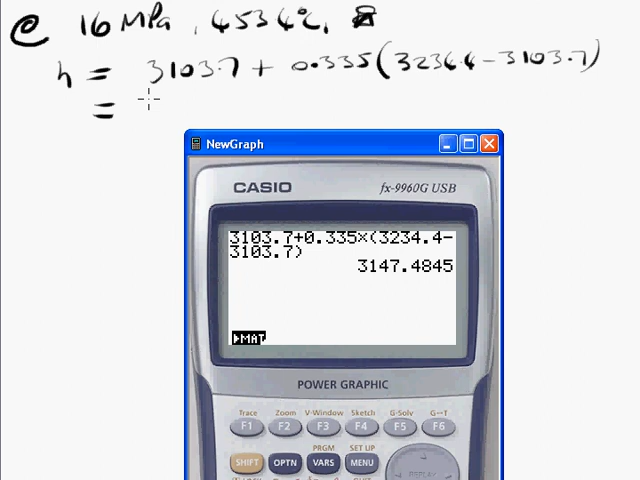 @ 16 MPa, 453.4°C,
h = 3103.7 + 0.335(3234.4-3103.7)
=
NewGraph
CASIO fx-9960G USB
3103.7+0.335×(3234.4-
3103.7)
3147.4845
▶MAT
POWER GRAPHIC
Trace Zoom V-Window Sketch G-Solv G↔T
F1 F2 F3 F4 F5 F6
PRGM SET UP
SHIFT OPTN VARS MENU